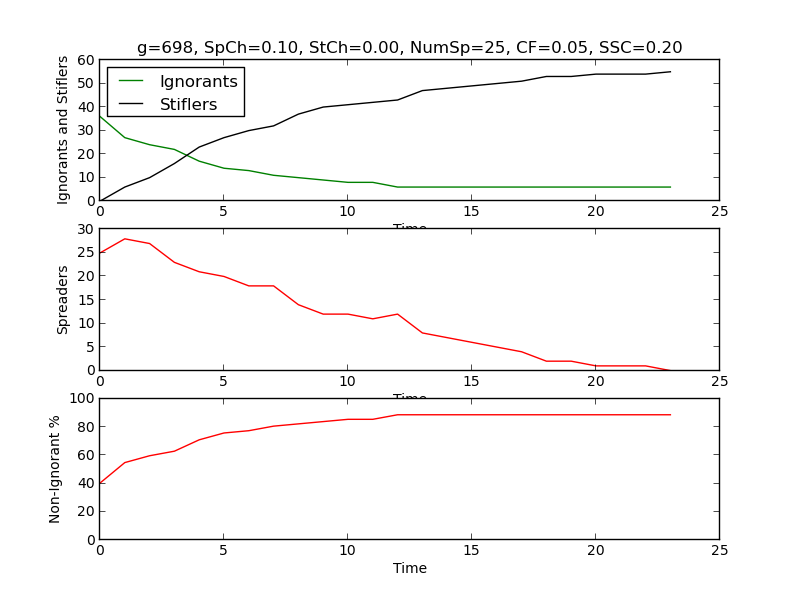 g=698, SpCh=0.10, StCh=0.00, NumSp=25, CF=0.05, SSC=0.20
Ignorants and Stiflers
60
50
40
30
20
10
0
Ignorants
Stiflers
0 5 10 15 20 25
Time
Spreaders
30
25
20
15
10
5
0
0 5 10 15 20 25
Time
Non-Ignorant %
100
80
60
40
20
0
0 5 10 15 20 25
Time